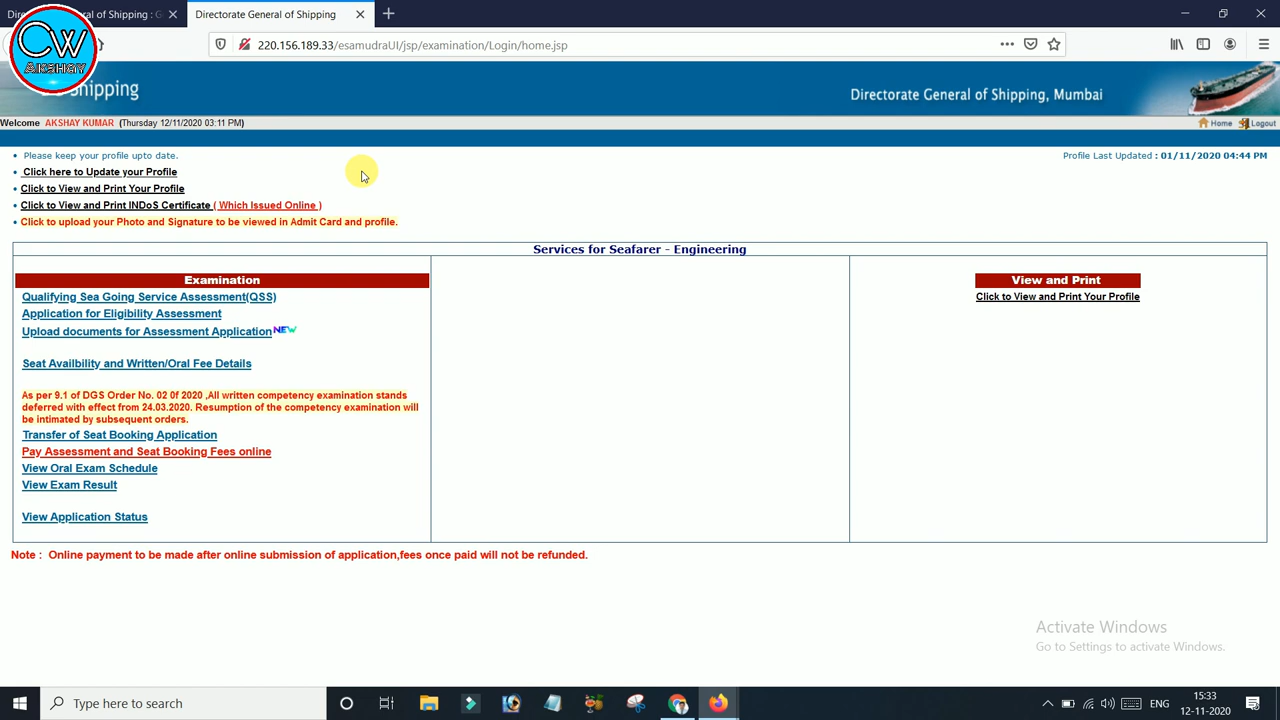 Directorate General of Shipping : G
Directorate General of Shipping
CW
AKSHAY
220.156.189.33/esamudraUI/jsp/examination/Login/home.jsp
Shipping
Directorate General of Shipping, Mumbai
Welcome AKSHAY KUMAR (Thursday 12/11/2020 03:11 PM)
Home Logout
Please keep your profile upto date.
Profile Last Updated : 01/11/2020 04:44 PM
Click here to Update your Profile
Click to View and Print Your Profile
Click to View and Print INDoS Certificate ( Which Issued Online )
Click to upload your Photo and Signature to be viewed in Admit Card and profile.
Services for Seafarer - Engineering
Examination
Qualifying Sea Going Service Assessment(QSS)
Application for Eligibility Assessment
Upload documents for Assessment Application NEW
Seat Availbility and Written/Oral Fee Details
As per 9.1 of DGS Order No. 02 0f 2020 ,All written competency examination stands
deferred with effect from 24.03.2020. Resumption of the competency examination will
be intimated by subsequent orders.
Transfer of Seat Booking Application
Pay Assessment and Seat Booking Fees online
View Oral Exam Schedule
View Exam Result
View Application Status
View and Print
Click to View and Print Your Profile
Note : Online payment to be made after online submission of application,fees once paid will not be refunded.
Activate Windows
Go to Settings to activate Windows.
Type here to search
ENG
15:33
12-11-2020